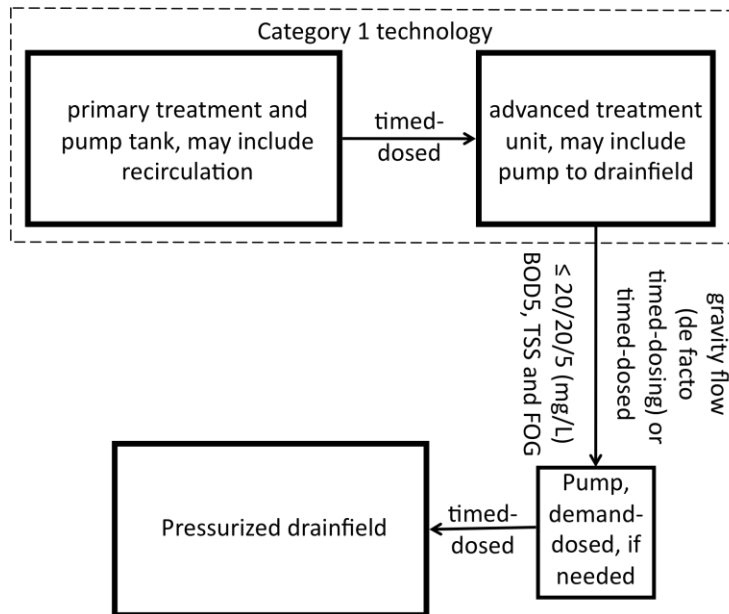 Category 1 technology
primary treatment and
pump tank, may include
recirculation
timed-
dosed
advanced treatment
unit, may include
pump to drainfield
≤ 20/20/5 (mg/L)
BOD5, TSS and FOG
gravity flow
(de facto
timed-dosing) or
timed-dosed
Pump,
demand-
dosed, if
needed
timed-
dosed
Pressurized drainfield